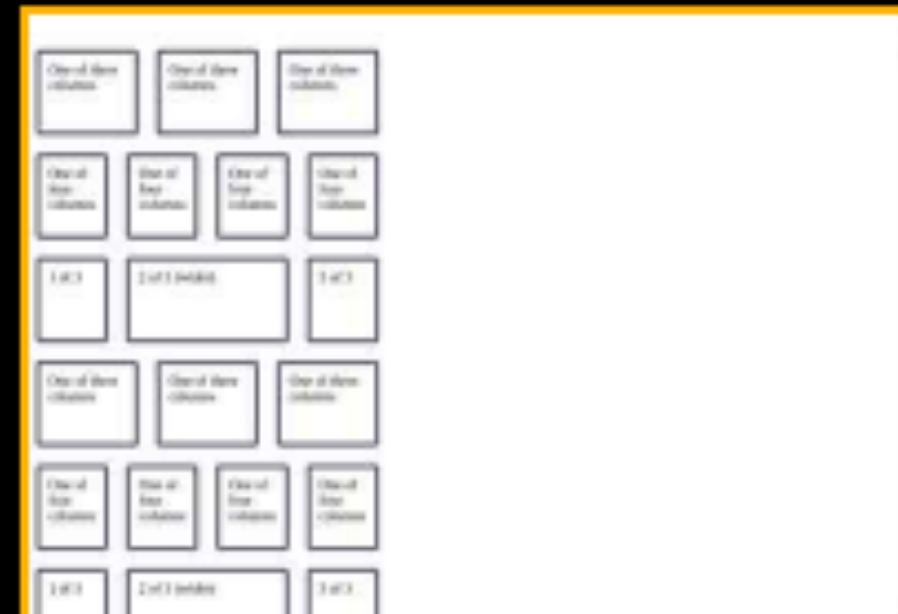 One of three
columns
One of three
columns
One of three
columns
One of
four
columns
One of
four
columns
One of
four
columns
One of
four
columns
1 of 3
2 of 3 (wider)
3 of 3
One of three
columns
One of three
columns
One of three
columns
One of
four
columns
One of
four
columns
One of
four
columns
One of
four
columns
1 of 3
2 of 3 (wider)
3 of 3